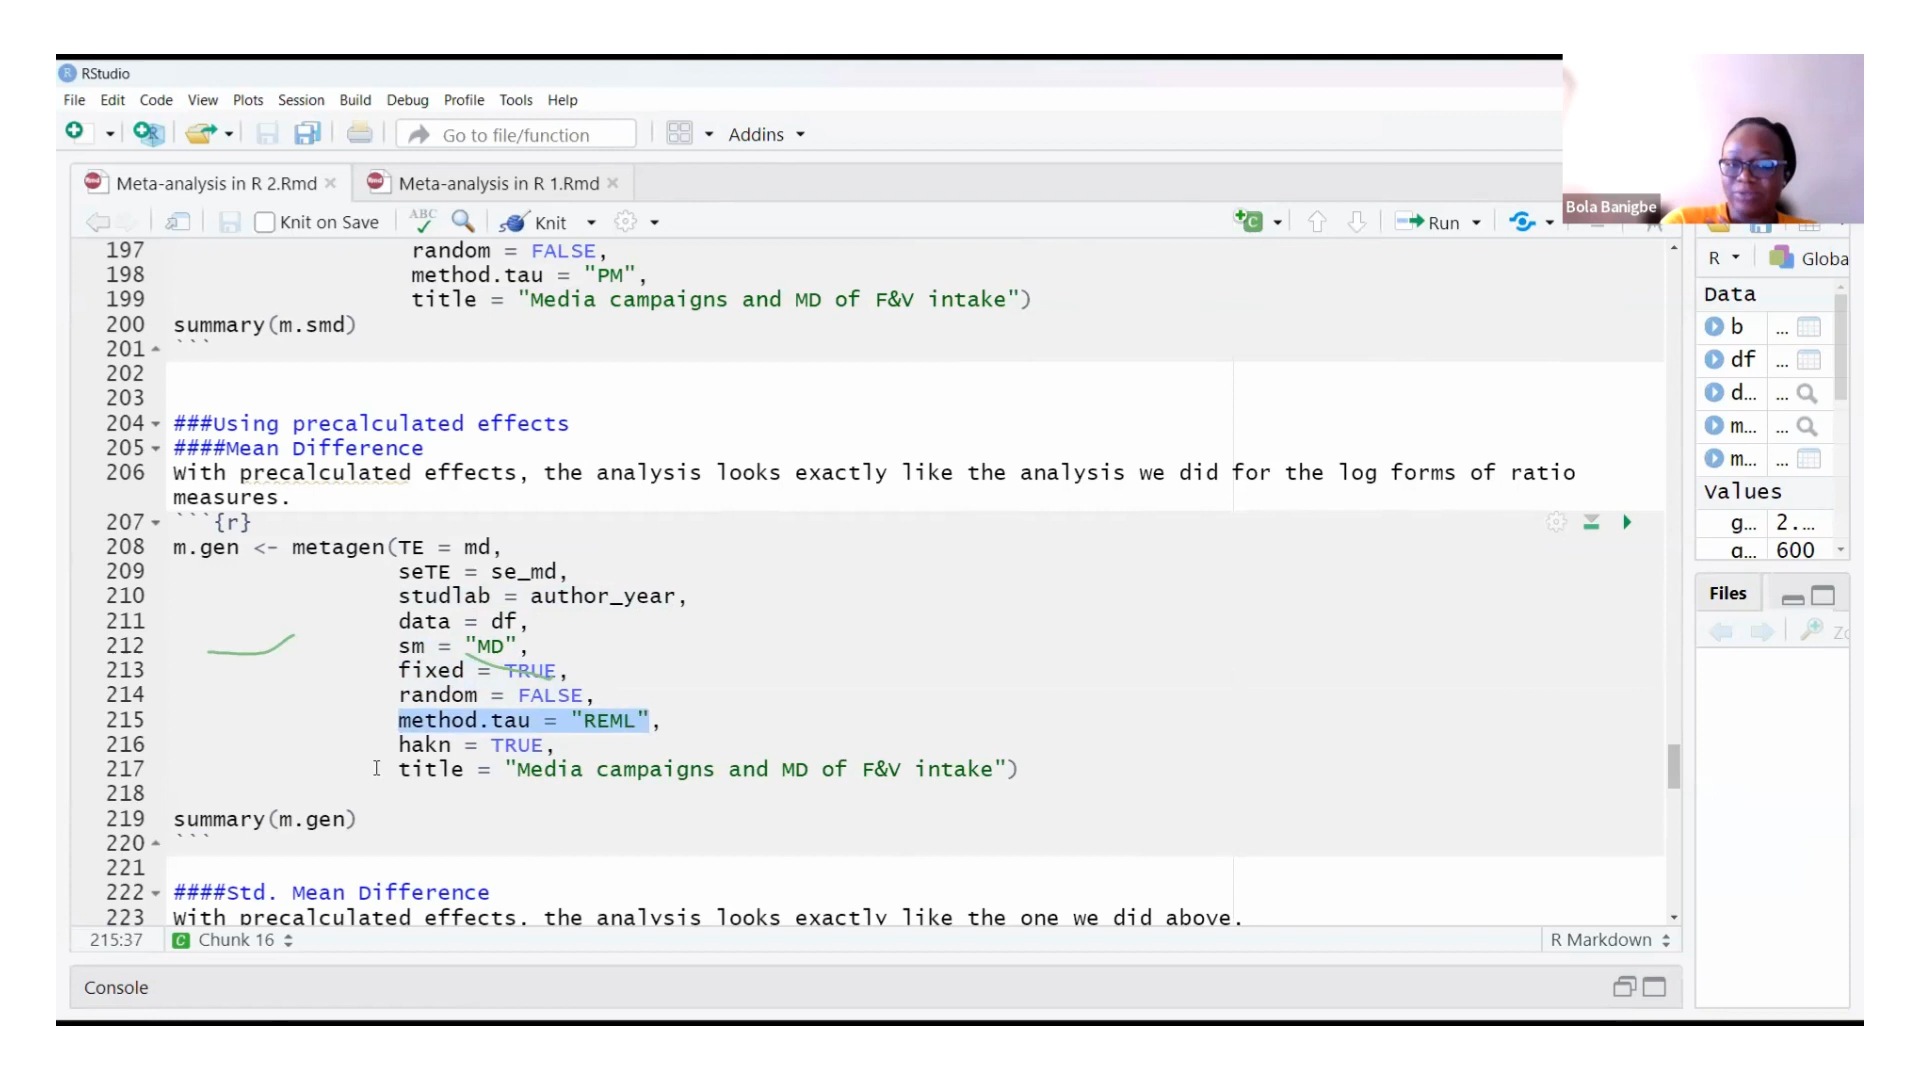 RStudio
File Edit Code View Plots Session Build Debug Profile Tools Help
Go to file/function
Addins
Bola Banigbe
Meta-analysis in R 2.Rmd
Meta-analysis in R 1.Rmd
Knit on Save
ABC
Knit
Run
197 random = FALSE,
198 method.tau = "PM",
199 title = "Media campaigns and MD of F&V intake")
200 summary(m.smd)
201 ```
202
203
204 ###Using precalculated effects
205 ####Mean Difference
206 With precalculated effects, the analysis looks exactly like the analysis we did for the log forms of ratio
measures.
207 ```{r}
208 m.gen <- metagen(TE = md,
209 seTE = se_md,
210 studlab = author_year,
211 data = df,
212 sm = "MD",
213 fixed = TRUE,
214 random = FALSE,
215 method.tau = "REML",
216 hakn = TRUE,
217 title = "Media campaigns and MD of F&V intake")
218
219 summary(m.gen)
220 ```
221
222 ####Std. Mean Difference
223 With precalculated effects, the analysis looks exactly like the one we did above.
215:37 Chunk 16 R Markdown
Console
R Globa
Data
b ...
df ...
d... ...
m... ...
m... ...
Values
g... 2....
a... 600
Files